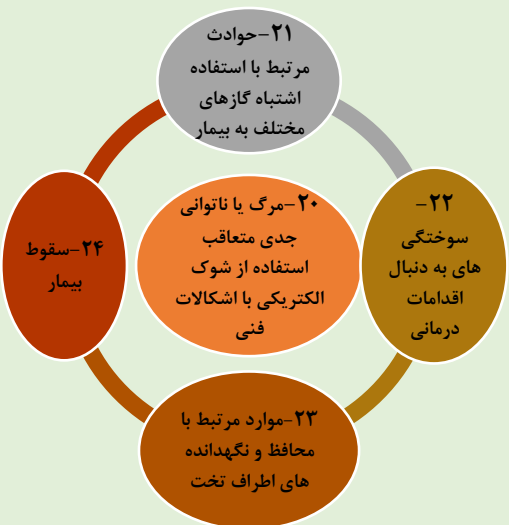 ۲۱-حوادث
مرتبط با استفاده
اشتباه گازهای
مختلف به بیمار
۲۰-مرگ یا ناتوانی
جدی متعاقب
استفاده از شوک
الکتریکی با اشکالات
فنی
۲۲-
سوختگی
های به دنبال
اقدامات
درمانی
۲۳-موارد مرتبط با
محافظ و نگهدانده
های اطراف تخت
۲۴-سقوط
بیمار